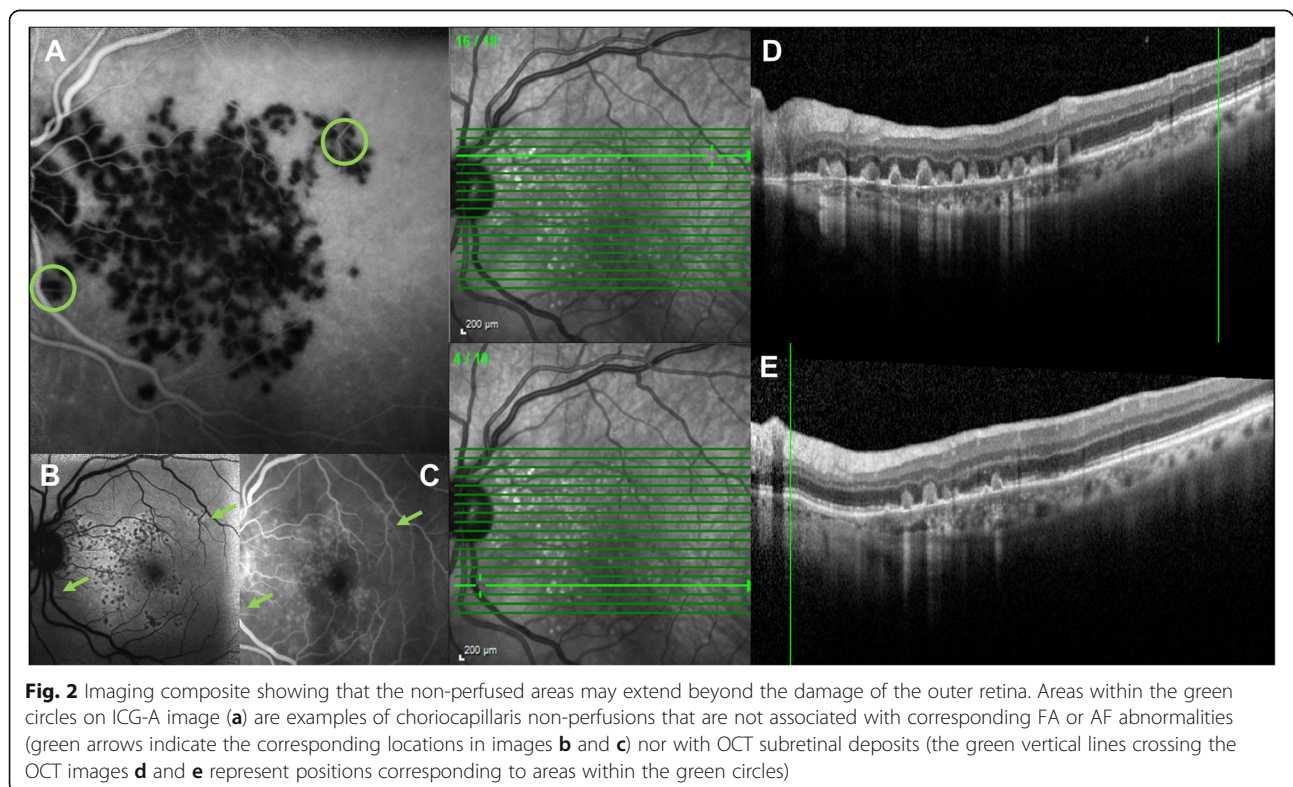 A
16 / 19
D
200 µm
4 / 19
E
B
C
200 µm
Fig. 2 Imaging composite showing that the non-perfused areas may extend beyond the damage of the outer retina. Areas within the green
circles on ICG-A image (a) are examples of choriocapillaris non-perfusions that are not associated with corresponding FA or AF abnormalities
(green arrows indicate the corresponding locations in images b and c) nor with OCT subretinal deposits (the green vertical lines crossing the
OCT images d and e represent positions corresponding to areas within the green circles)